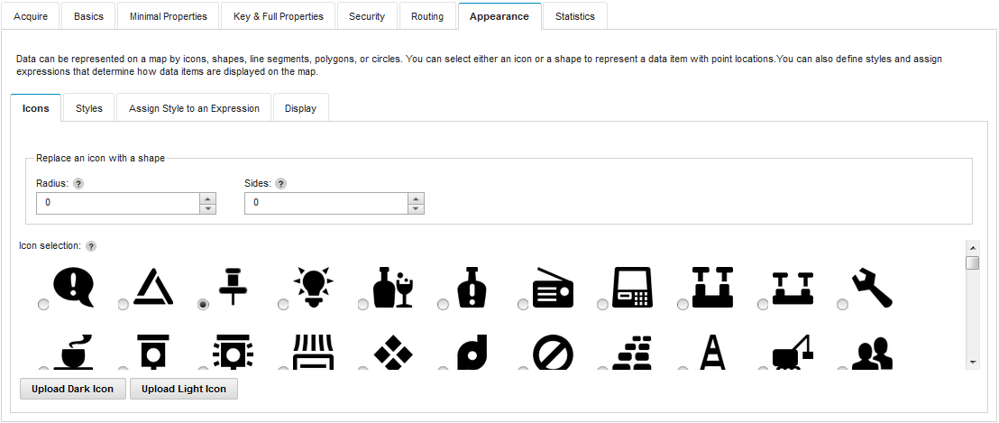 Acquire Basics Minimal Properties Key & Full Properties Security Routing Appearance Statistics
Data can be represented on a map by icons, shapes, line segments, polygons, or circles. You can select either an icon or a shape to represent a data item with point locations.You can also define styles and assign
expressions that determine how data items are displayed on the map.
Icons Styles Assign Style to an Expression Display
Replace an icon with a shape
Radius: ? Sides: ?
0 0
Icon selection: ?
Upload Dark Icon Upload Light Icon